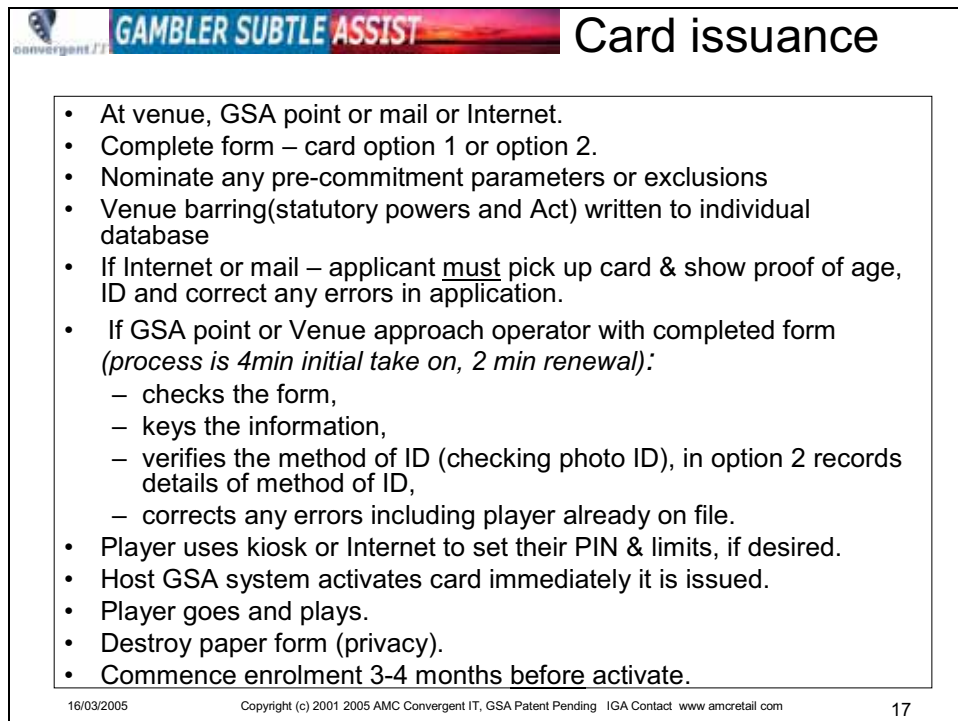 convergent IT
GAMBLER SUBTLE ASSIST
Card issuance
• At venue, GSA point or mail or Internet.
• Complete form – card option 1 or option 2.
• Nominate any pre-commitment parameters or exclusions
• Venue barring(statutory powers and Act) written to individual
database
• If Internet or mail – applicant must pick up card & show proof of age,
ID and correct any errors in application.
• If GSA point or Venue approach operator with completed form
(process is 4min initial take on, 2 min renewal):
– checks the form,
– keys the information,
– verifies the method of ID (checking photo ID), in option 2 records
details of method of ID,
– corrects any errors including player already on file.
• Player uses kiosk or Internet to set their PIN & limits, if desired.
• Host GSA system activates card immediately it is issued.
• Player goes and plays.
• Destroy paper form (privacy).
• Commence enrolment 3-4 months before activate.
16/03/2005 Copyright (c) 2001 2005 AMC Convergent IT, GSA Patent Pending IGA Contact www amcretail com 17